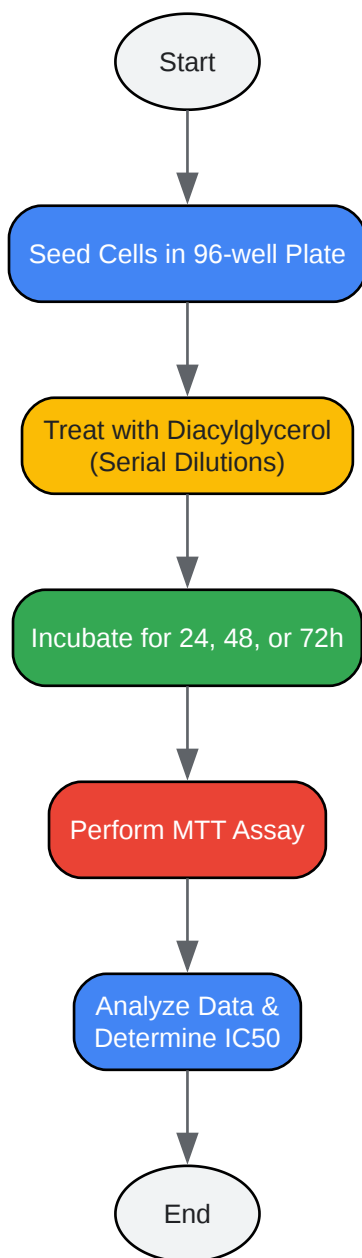 Start
Seed Cells in 96-well Plate
Treat with Diacylglycerol
(Serial Dilutions)
Incubate for 24, 48, or 72h
Perform MTT Assay
Analyze Data &
Determine IC50
End